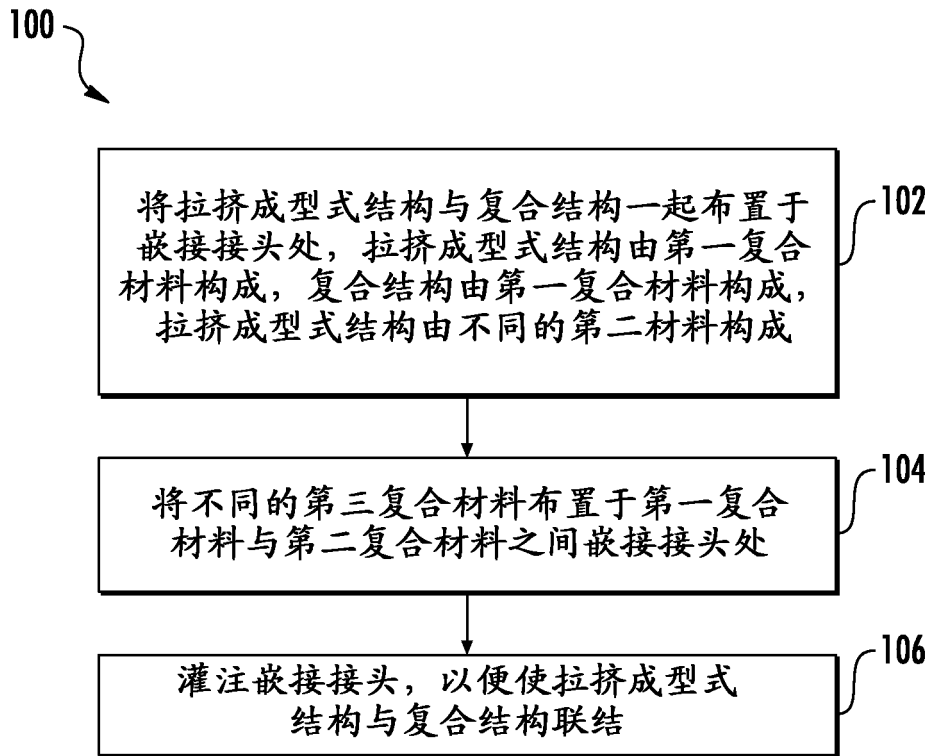 100
将拉挤成型式结构与复合结构一起布置于
嵌接接头处，拉挤成型式结构由第一复合
材料构成，复合结构由第一复合材料构成，
拉挤成型式结构由不同的第二材料构成
102
将不同的第三复合材料布置于第一复合
材料与第二复合材料之间嵌接接头处
104
灌注嵌接接头，以便使拉挤成型式
结构与复合结构联结
106